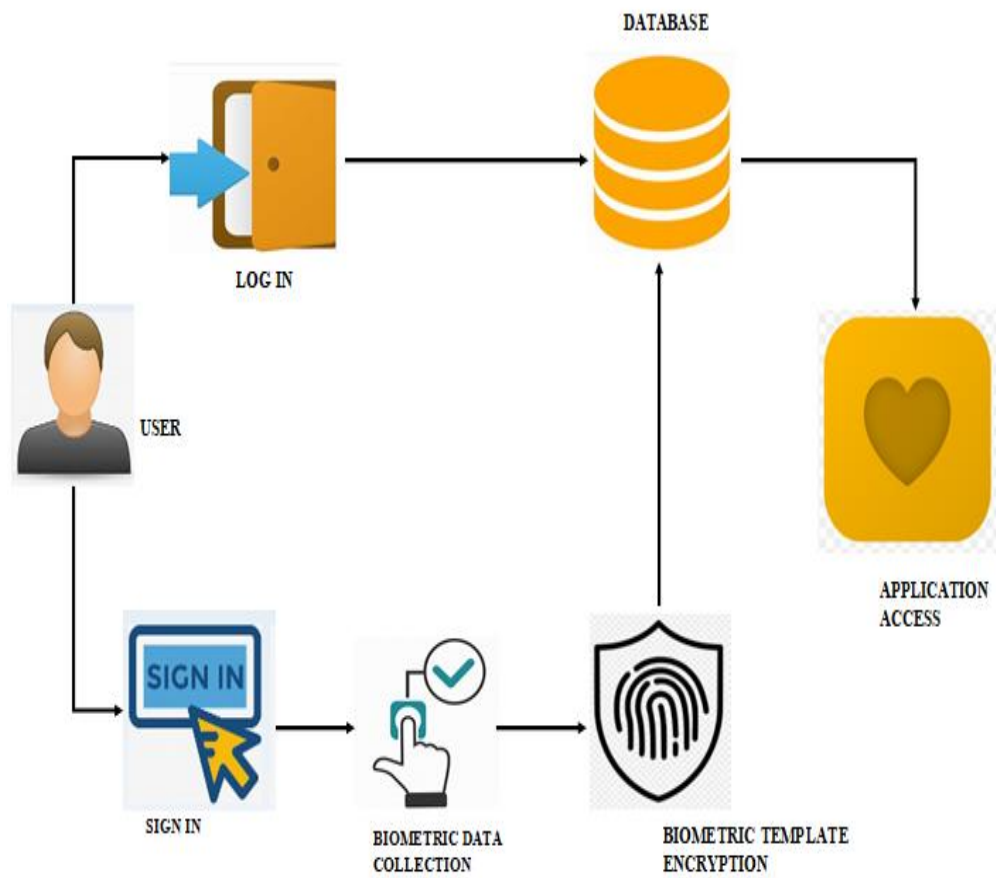 DATABASE
LOG IN
USER
APPLICATION
ACCESS
SIGN IN
SIGN IN
BIOMETRIC DATA
COLLECTION
BIOMETRIC TEMPLATE
ENCRYPTION